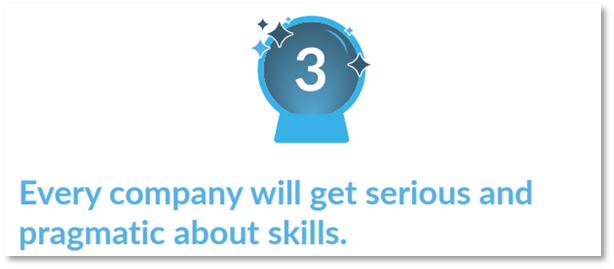 3
Every company will get serious and
pragmatic about skills.